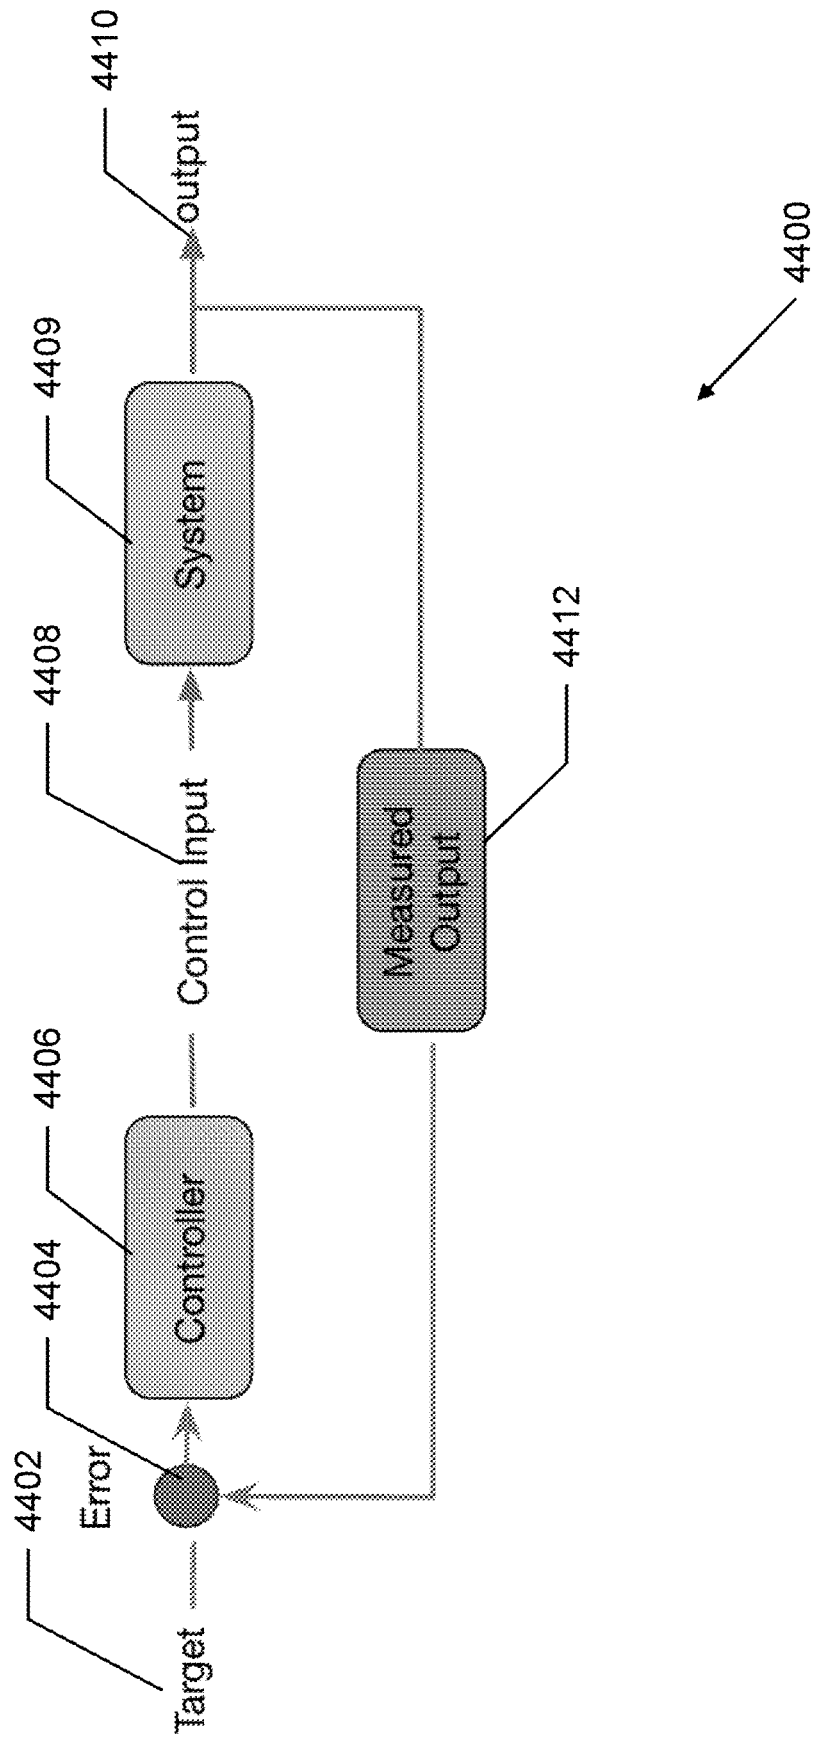 4402
Error
4404
4406
4408
4409
4410
Target
Controller
Control Input
System
output
Measured
Output
4412
4400